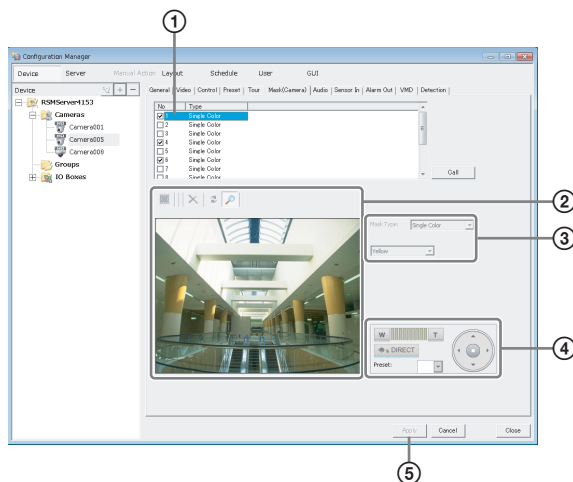 1
Configuration Manager
Device Server Manual Action Layout Schedule User GUI
Device
General Video Control Preset Tour Mask(Camera) Audio Sensor In Alarm Out VMD Detection
RSMServer4153
Cameras
Camera001
Camera005
Camera008
Groups
IO Boxes
No Type
1 Single Color
2 Single Color
3 Single Color
4 Single Color
5 Single Color
6 Single Color
7 Single Color
8 Single Color
Call
2
Mask Type: Single Color
3
Yellow
W T
DIRECT
Preset:
4
Apply Cancel Close
5